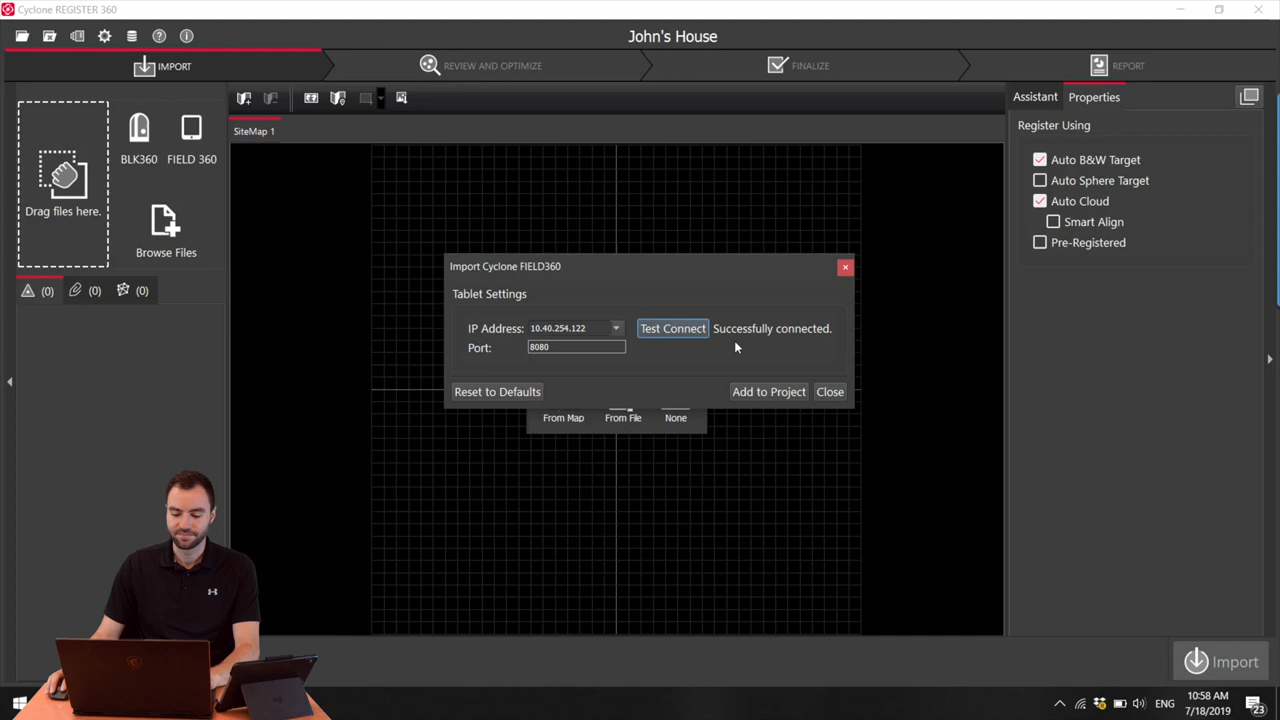 Cyclone REGISTER 360
John's House
IMPORT
REVIEW AND OPTIMIZE
FINALIZE
REPORT
Drag files here.
BLK360
FIELD 360
Browse Files
(0)
(0)
(0)
SiteMap 1
Assistant
Properties
Register Using
Auto B&W Target
Auto Sphere Target
Auto Cloud
Smart Align
Pre-Registered
Import Cyclone FIELD360
Tablet Settings
IP Address: 10.40.254.122
Test Connect
Successfully connected.
Port: 8080
Reset to Defaults
Add to Project
Close
From Map
From File
None
Import
ENG
10:58 AM
7/18/2019
23